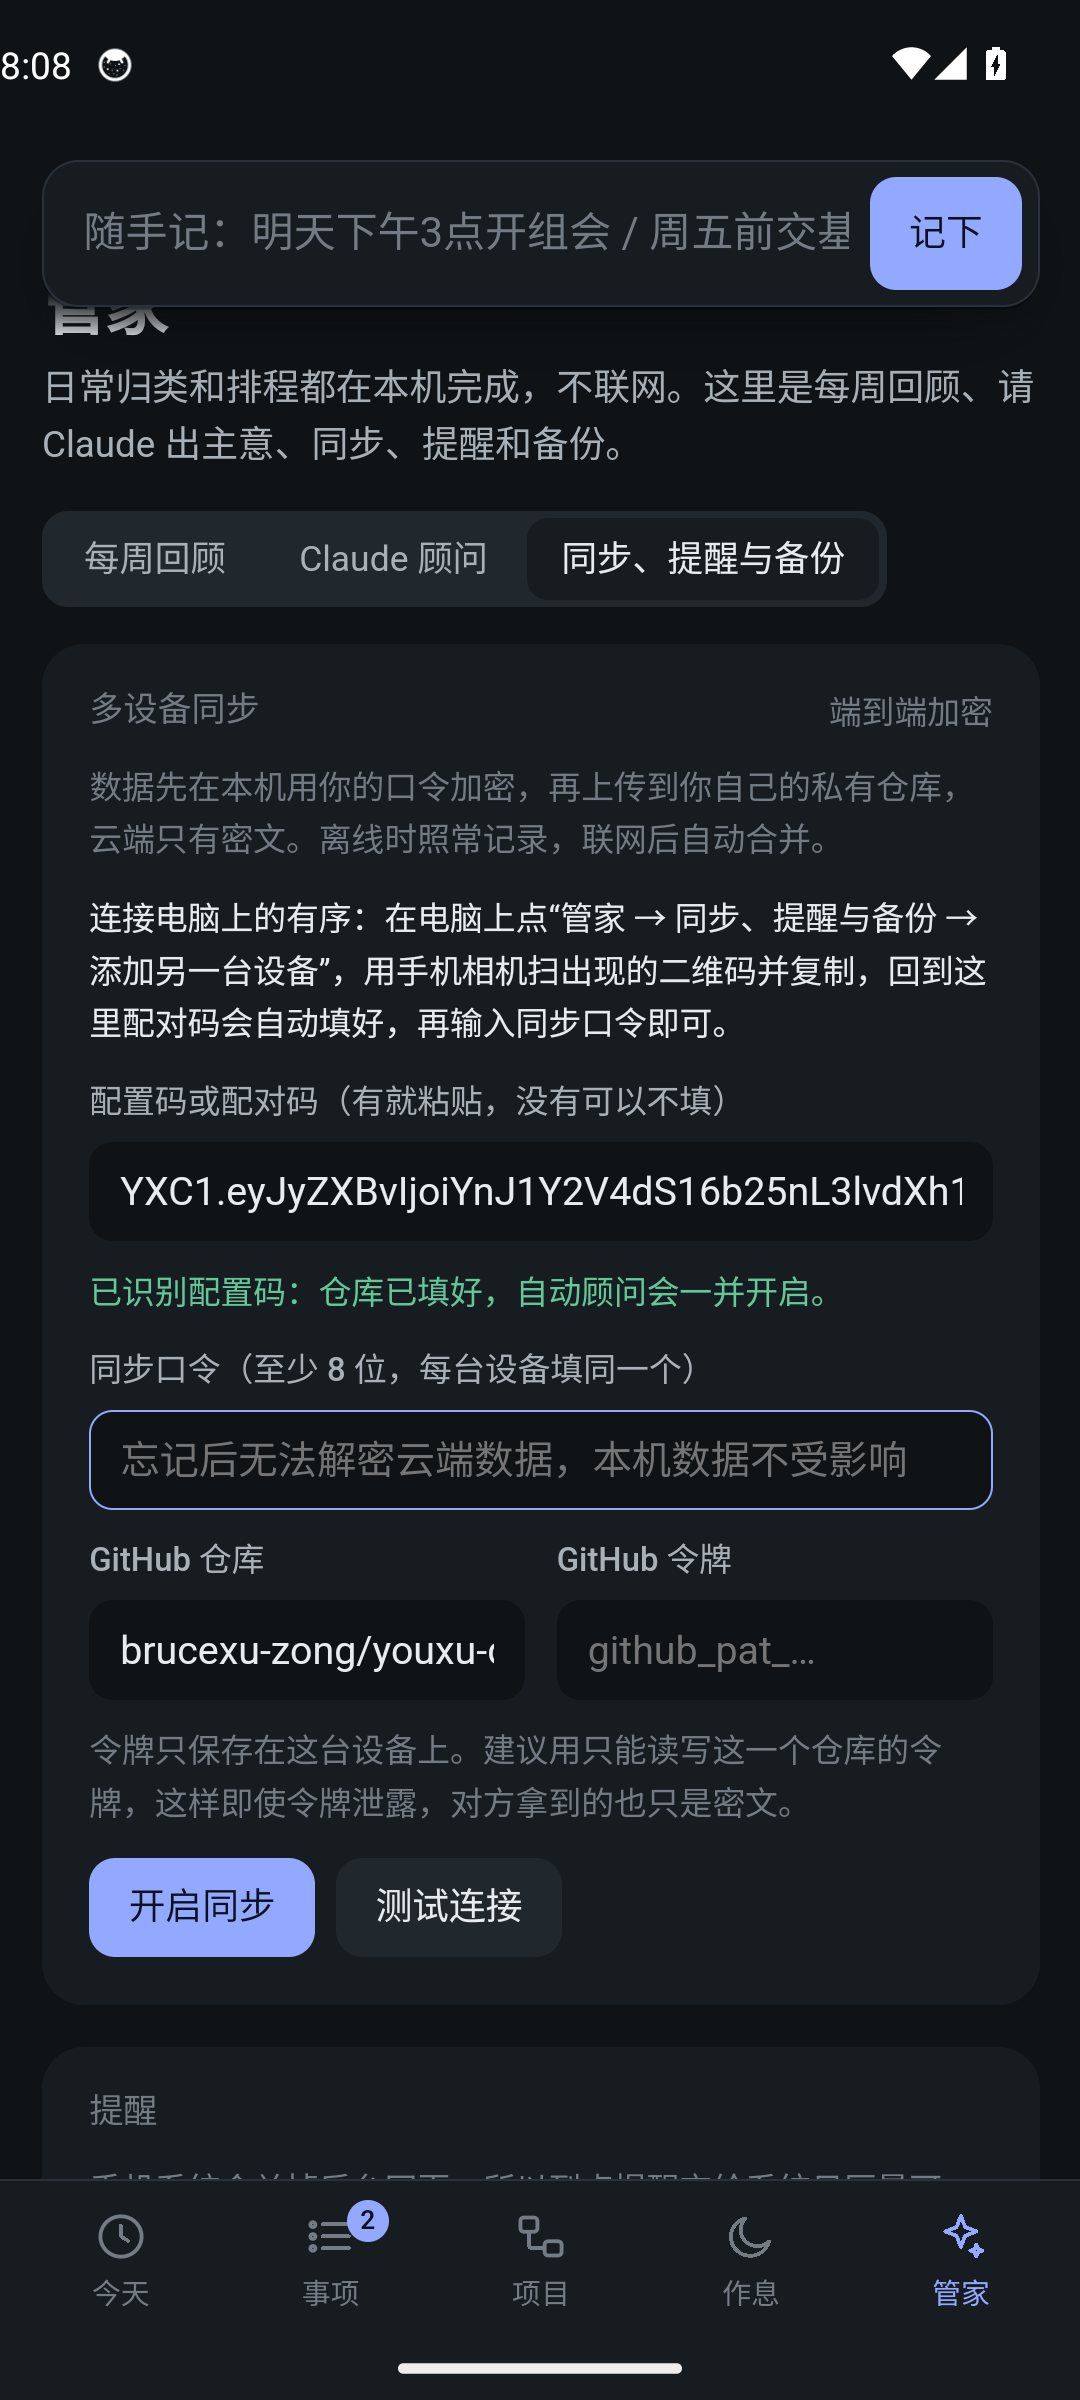 8:08
随手记：明天下午3点开组会 / 周五前交基
记下
管家
日常归类和排程都在本机完成，不联网。这里是每周回顾、请
Claude 出主意、同步、提醒和备份。
每周回顾
Claude 顾问
同步、提醒与备份
多设备同步
端到端加密
数据先在本机用你的口令加密，再上传到你自己的私有仓库，
云端只有密文。离线时照常记录，联网后自动合并。
连接电脑上的有序：在电脑上点“管家 → 同步、提醒与备份 →
添加另一台设备”，用手机相机扫出现的二维码并复制，回到这
里配对码会自动填好，再输入同步口令即可。
配置码或配对码（有就粘贴，没有可以不填）
YXC1.eyJyZXBvIjoiYnJ1Y2V4dS16b25nL3lvdXh1
已识别配置码：仓库已填好，自动顾问会一并开启。
同步口令（至少 8 位，每台设备填同一个）
忘记后无法解密云端数据，本机数据不受影响
GitHub 仓库
GitHub 令牌
brucexu-zong/youxu-
github_pat_...
令牌只保存在这台设备上。建议用只能读写这一个仓库的令
牌，这样即使令牌泄露，对方拿到的也只是密文。
开启同步
测试连接
提醒
2
今天
事项
项目
作息
管家